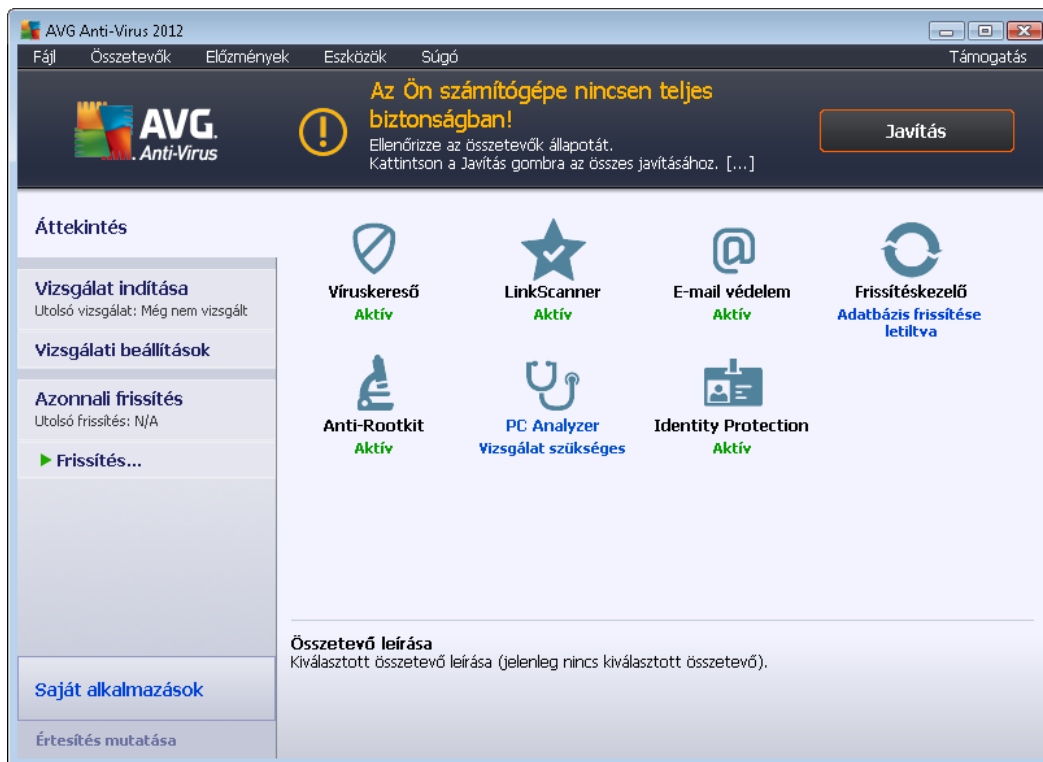 AVG Anti-Virus 2012
Fájl Összetevők Előzmények Eszközök Súgó Támogatás
AVG.
Anti-Virus
Az Ön számítógépe nincsen teljes
biztonságban!
Ellenőrizze az összetevők állapotát.
Kattintson a Javítás gombra az összes javításához. [...]
Javítás
Áttekintés
Vizsgálat indítása
Utolsó vizsgálat: Még nem vizsgált
Vizsgálati beállítások
Azonnali frissítés
Utolsó frissítés: N/A
Frissítés...
Saját alkalmazások
Értesítés mutatása
Víruskereső
Aktív
LinkScanner
Aktív
E-mail védelem
Aktív
Frissítéskezelő
Adatbázis frissítése
letiltva
Anti-Rootkit
Aktív
PC Analyzer
Vizsgálat szükséges
Identity Protection
Aktív
Összetevő leírása
Kiválasztott összetevő leírása (jelenleg nincs kiválasztott összetevő).